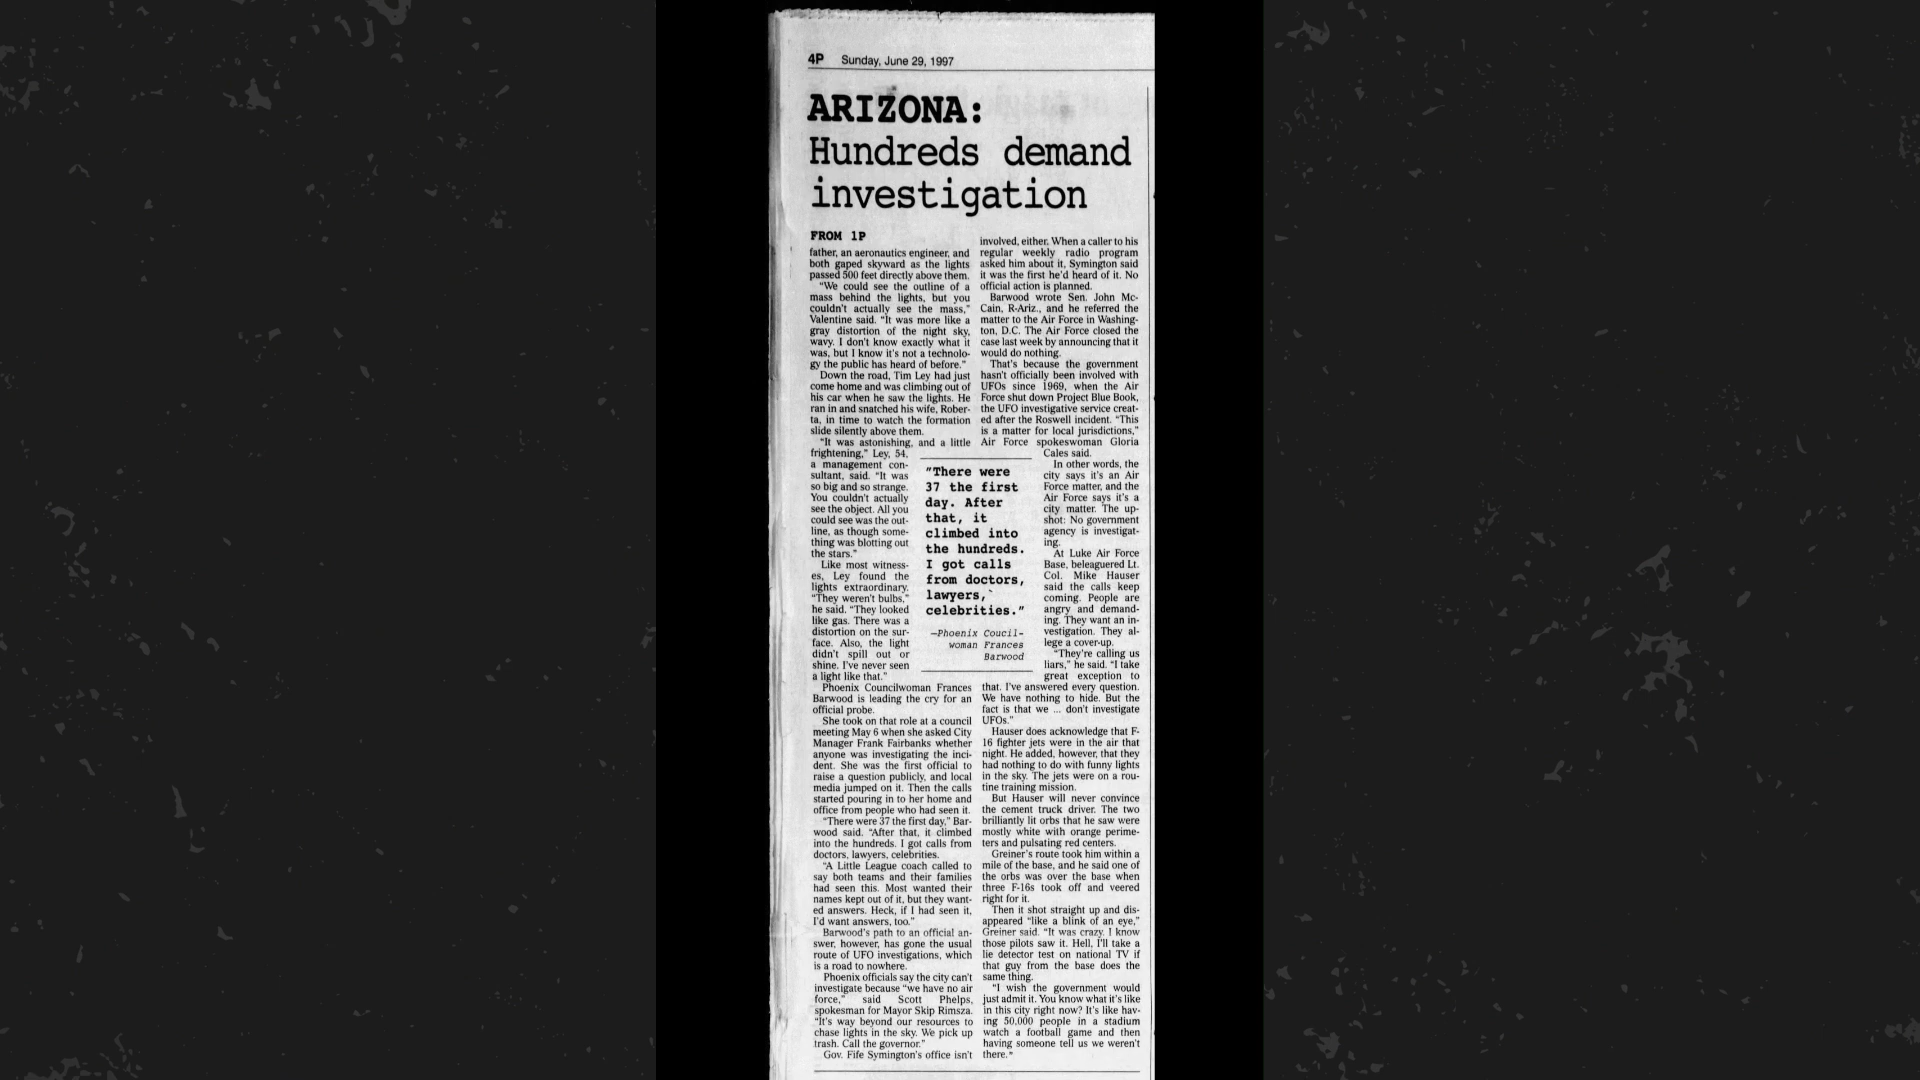 4P Sunday, June 29, 1997
ARIZONA:
Hundreds demand
investigation
FROM 1P
father, an aeronautics engineer, and
both gaped skyward as the lights
passed 500 feet directly above them.
"We could see the outline of a
mass behind the lights, but you
couldn't actually see the mass,"
Valentine said. "It was more like a
gray distortion of the night sky,
wavy. I don't know exactly what it
was, but I know it's not a technolo-
gy the public has heard of before."
Down the road, Tim Ley had just
come home and was climbing out of
his car when he saw the lights. He
ran in and snatched his wife, Rober-
ta, in time to watch the formation
slide silently above them.
"It was astonishing, and a little
frightening," Ley, 54,
a management con-
sultant, said. "It was
so big and so strange.
You couldn't actually
see the object. All you
could see was the out-
line, as though some-
thing was blotting out
the stars."
Like most witness-
es, Ley found the
lights extraordinary.
"They weren't bulbs,"
he said. "They looked
like gas. There was a
distortion on the sur-
face. Also, the light
didn't spill out or
shine. I've never seen
a light like that."
Phoenix Councilwoman Frances
Barwood is leading the cry for an
official probe.
She took on that role at a council
meeting May 6 when she asked City
Manager Frank Fairbanks whether
anyone was investigating the inci-
dent. She was the first official to
raise a question publicly, and local
media jumped on it. Then the calls
started pouring in to her home and
office from people who had seen it.
"There were 37 the first day," Bar-
wood said. "After that, it climbed
into the hundreds. I got calls from
doctors, lawyers, celebrities.
"A Little League coach called to
say both teams and their families
had seen this. Most wanted their
names kept out of it, but they want-
ed answers. Heck, if I had seen it,
I'd want answers, too."
Barwood's path to an official an-
swer, however, has gone the usual
route of UFO investigations, which
is a road to nowhere.
Phoenix officials say the city can't
investigate because "we have no air
force," said Scott Phelps,
spokesman for Mayor Skip Rimsza.
"It's way beyond our resources to
chase lights in the sky. We pick up
trash. Call the governor."
Gov. Fife Symington's office isn't
"There were
37 the first
day. After
that, it
climbed into
the hundreds.
I got calls
from doctors,
lawyers,
celebrities."
—Phoenix Coucil-
woman Frances
Barwood
involved, either. When a caller to his
regular weekly radio program
asked him about it, Symington said
it was the first he'd heard of it. No
official action is planned.
Barwood wrote Sen. John Mc-
Cain, R-Ariz., and he referred the
matter to the Air Force in Washing-
ton, D.C. The Air Force closed the
case last week by announcing that it
would do nothing.
That's because the government
hasn't officially been involved with
UFOs since 1969, when the Air
Force shut down Project Blue Book,
the UFO investigative service creat-
ed after the Roswell incident. "This
is a matter for local jurisdictions,"
Air Force spokeswoman Gloria
Cales said.
In other words, the
city says it's an Air
Force matter, and the
Air Force says it's a
city matter. The up-
shot: No government
agency is investigat-
ing.
At Luke Air Force
Base, beleaguered Lt.
Col. Mike Hauser
said the calls keep
coming. People are
angry and demand-
ing. They want an in-
vestigation. They al-
lege a cover-up.
"They're calling us
liars," he said. "I take
great exception to
that. I've answered every question.
We have nothing to hide. But the
fact is that we ... don't investigate
UFOs."
Hauser does acknowledge that F-
16 fighter jets were in the air that
night. He added, however, that they
had nothing to do with funny lights
in the sky. The jets were on a rou-
tine training mission.
But Hauser will never convince
the cement truck driver. The two
brilliantly lit orbs that he saw were
mostly white with orange perime-
ters and pulsating red centers.
Greiner's route took him within a
mile of the base, and he said one of
the orbs was over the base when
three F-16s took off and veered
right for it.
Then it shot straight up and dis-
appeared "like a blink of an eye,"
Greiner said. "It was crazy. I know
those pilots saw it. Hell, I'll take a
lie detector test on national TV if
that guy from the base does the
same thing.
"I wish the government would
just admit it. You know what it's like
in this city right now? It's like hav-
ing 50,000 people in a stadium
watch a football game and then
having someone tell us we weren't
there."